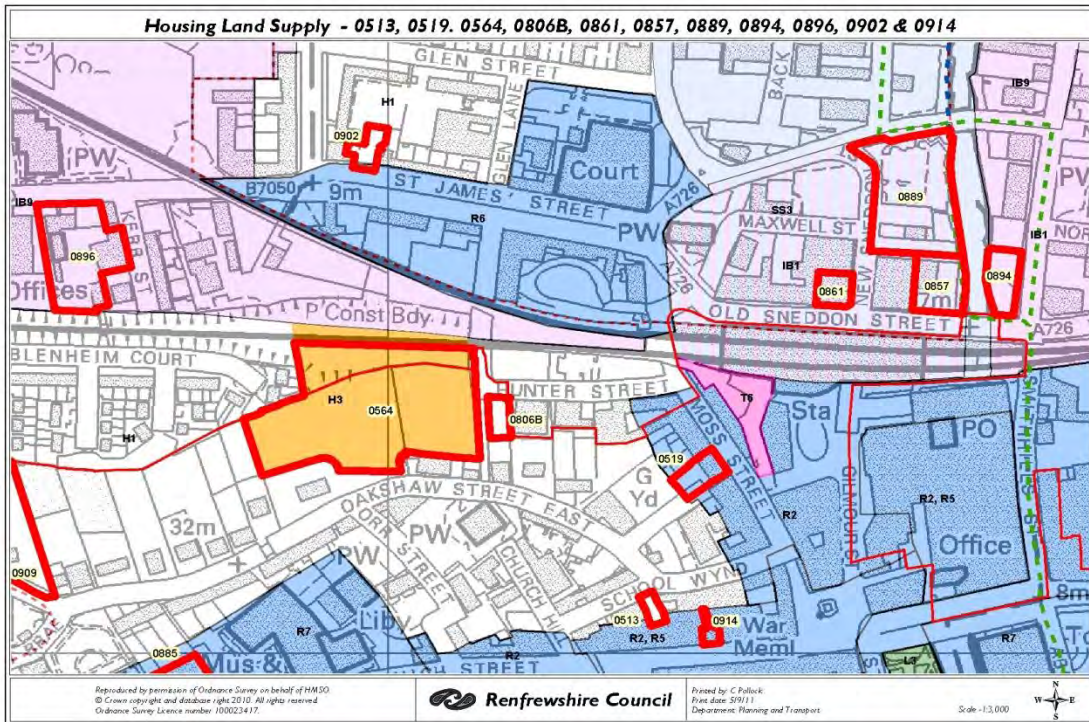 Housing Land Supply - 0513, 0519. 0564, 0806B, 0861, 0857, 0889, 0894, 0896, 0902 & 0914
GLEN STREET
BACK
IB9
H1
0902
GLEN LANE
PW
Court
A726
B7050
9m
ST JAMES' STREET
R6
PW
SS3
MAXWELL ST
0889
IB9
0896
KERR ST
Offices
IB1
0861
0857
7m
0894
IB1
A726
OLD SNEDDON STREET
A726
P Const Bdy
BLENHEIM COURT
H3
0564
H1
0806B
UNTER STREET
T6
MOSS STREET
Sta
PO
0519
G
Yd
OAKSHAW STREET EAST
R2
R2, R5
Office
32m
PW
PW
ORR STREET
CHURCH H
SCHOOL WYND
0909
0513
0914
War
Meml
R2, R5
8m
R7
Lib
R7
0885
Mus &
R2
H STREET
L3
Reproduced by permission of Ordnance Survey on behalf of HMSO.
© Crown copyright and database right 2010. All rights reserved.
Ordnance Survey Licence number 100023417.
Renfrewshire Council
Printed by: C Pollock
Print date: 5/9/11
Department: Planning and Transport
Scale -1:3,000
N
W E
S